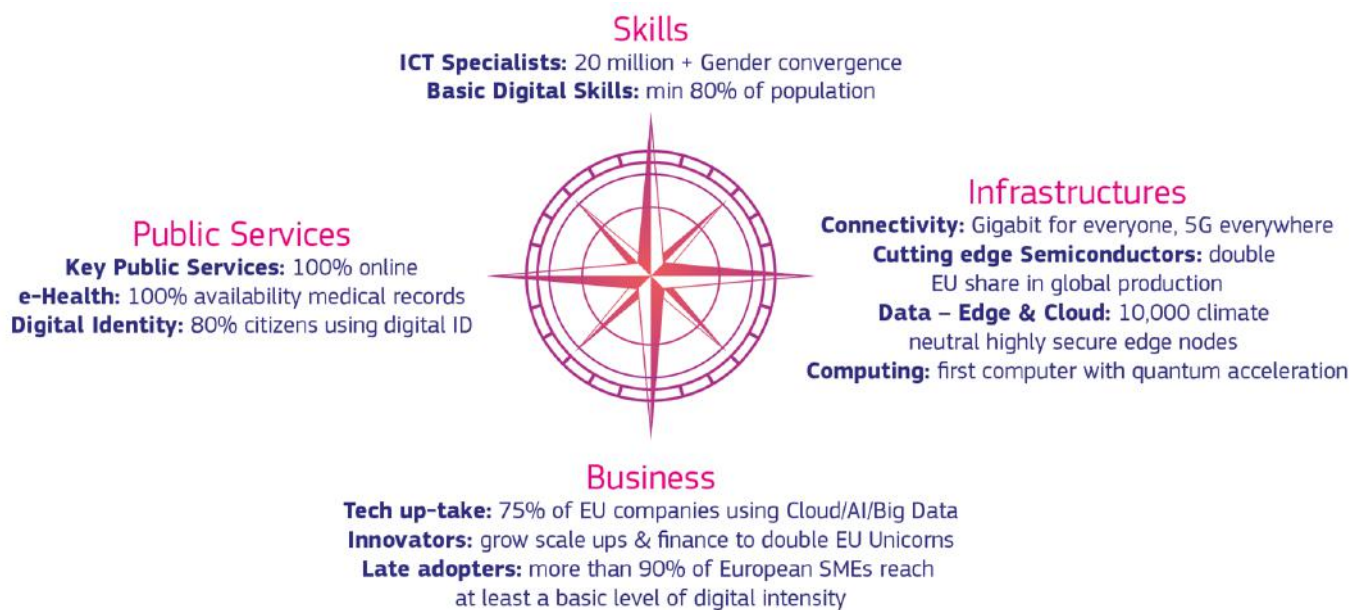 Skills
ICT Specialists: 20 million + Gender convergence
Basic Digital Skills: min 80% of population
Public Services
Key Public Services: 100% online
e-Health: 100% availability medical records
Digital Identity: 80% citizens using digital ID
Infrastructures
Connectivity: Gigabit for everyone, 5G everywhere
Cutting edge Semiconductors: double
EU share in global production
Data – Edge & Cloud: 10,000 climate
neutral highly secure edge nodes
Computing: first computer with quantum acceleration
Business
Tech up-take: 75% of EU companies using Cloud/AI/Big Data
Innovators: grow scale ups & finance to double EU Unicorns
Late adopters: more than 90% of European SMEs reach
at least a basic level of digital intensity